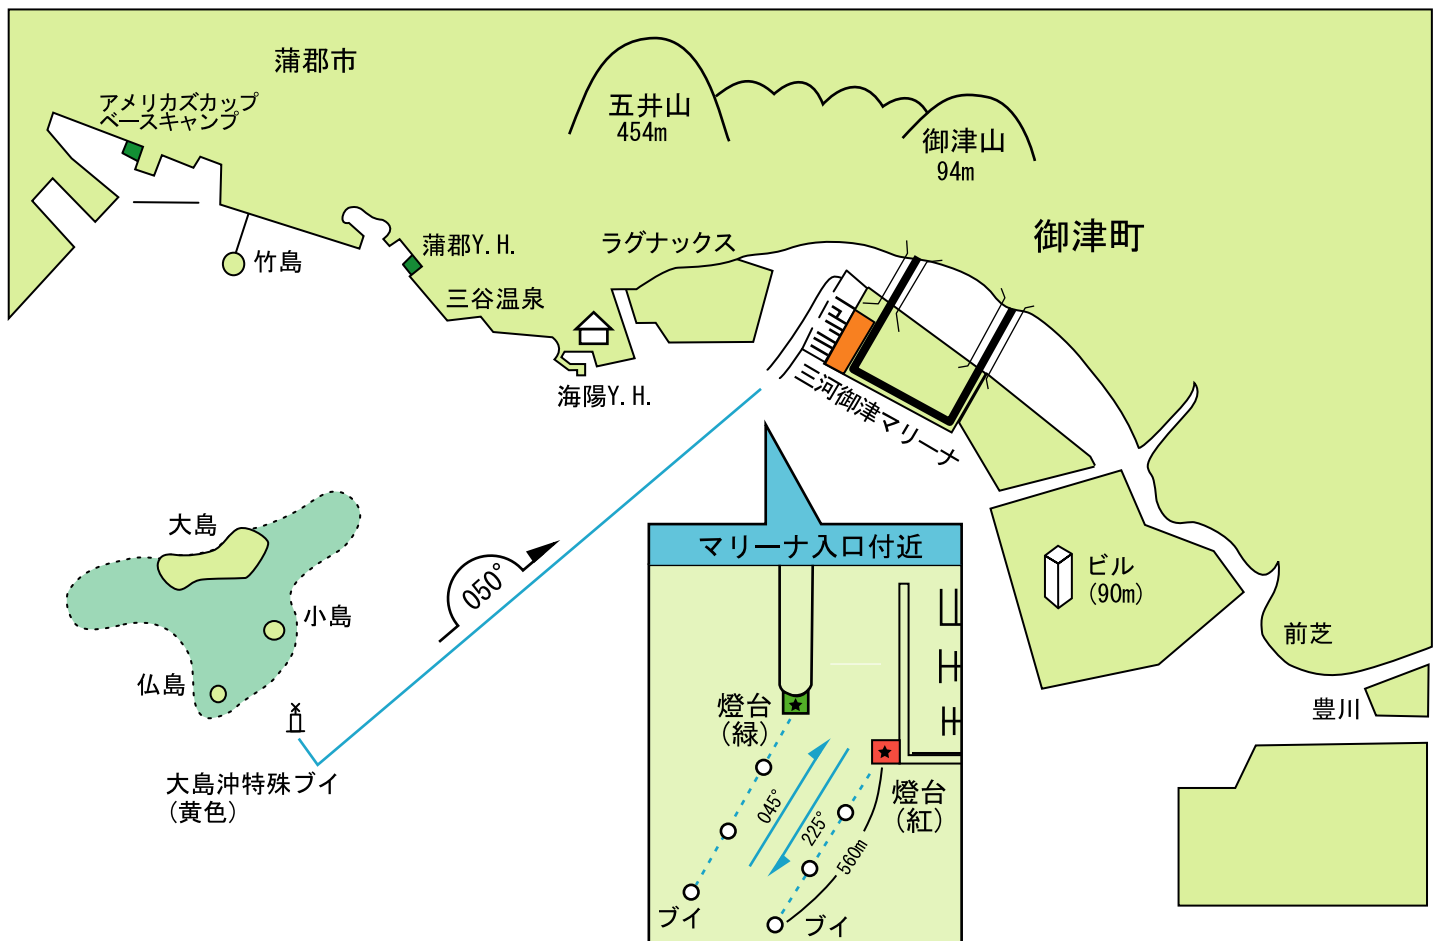 蒲郡市
アメリカズカップ
ベースキャンプ
五井山
454m
御津山
94m
御津町
竹島
蒲郡Y.H.
ラグナックス
三谷温泉
海陽Y.H.
三河御津マリーナ
大島
小島
仏島
050°
大島沖特殊ブイ
(黄色)
マリーナ入口付近
燈台
(緑)
燈台
(紅)
045°
225°
560m
ブイ
ブイ
ビル
(90m)
前芝
豊川